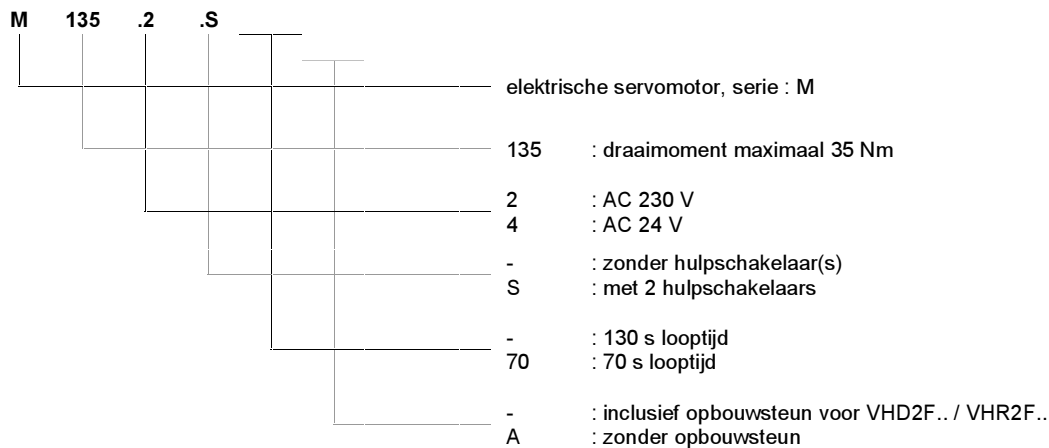 M 135 .2 .S
elektrische servomotor, serie : M
135 : draaimoment maximaal 35 Nm
2 : AC 230 V
4 : AC 24 V
- : zonder hulpschakelaar(s)
S : met 2 hulpschakelaars
- : 130 s looptijd
70 : 70 s looptijd
- : inclusief opbouwsteun voor VHD2F.. / VHR2F..
A : zonder opbouwsteun